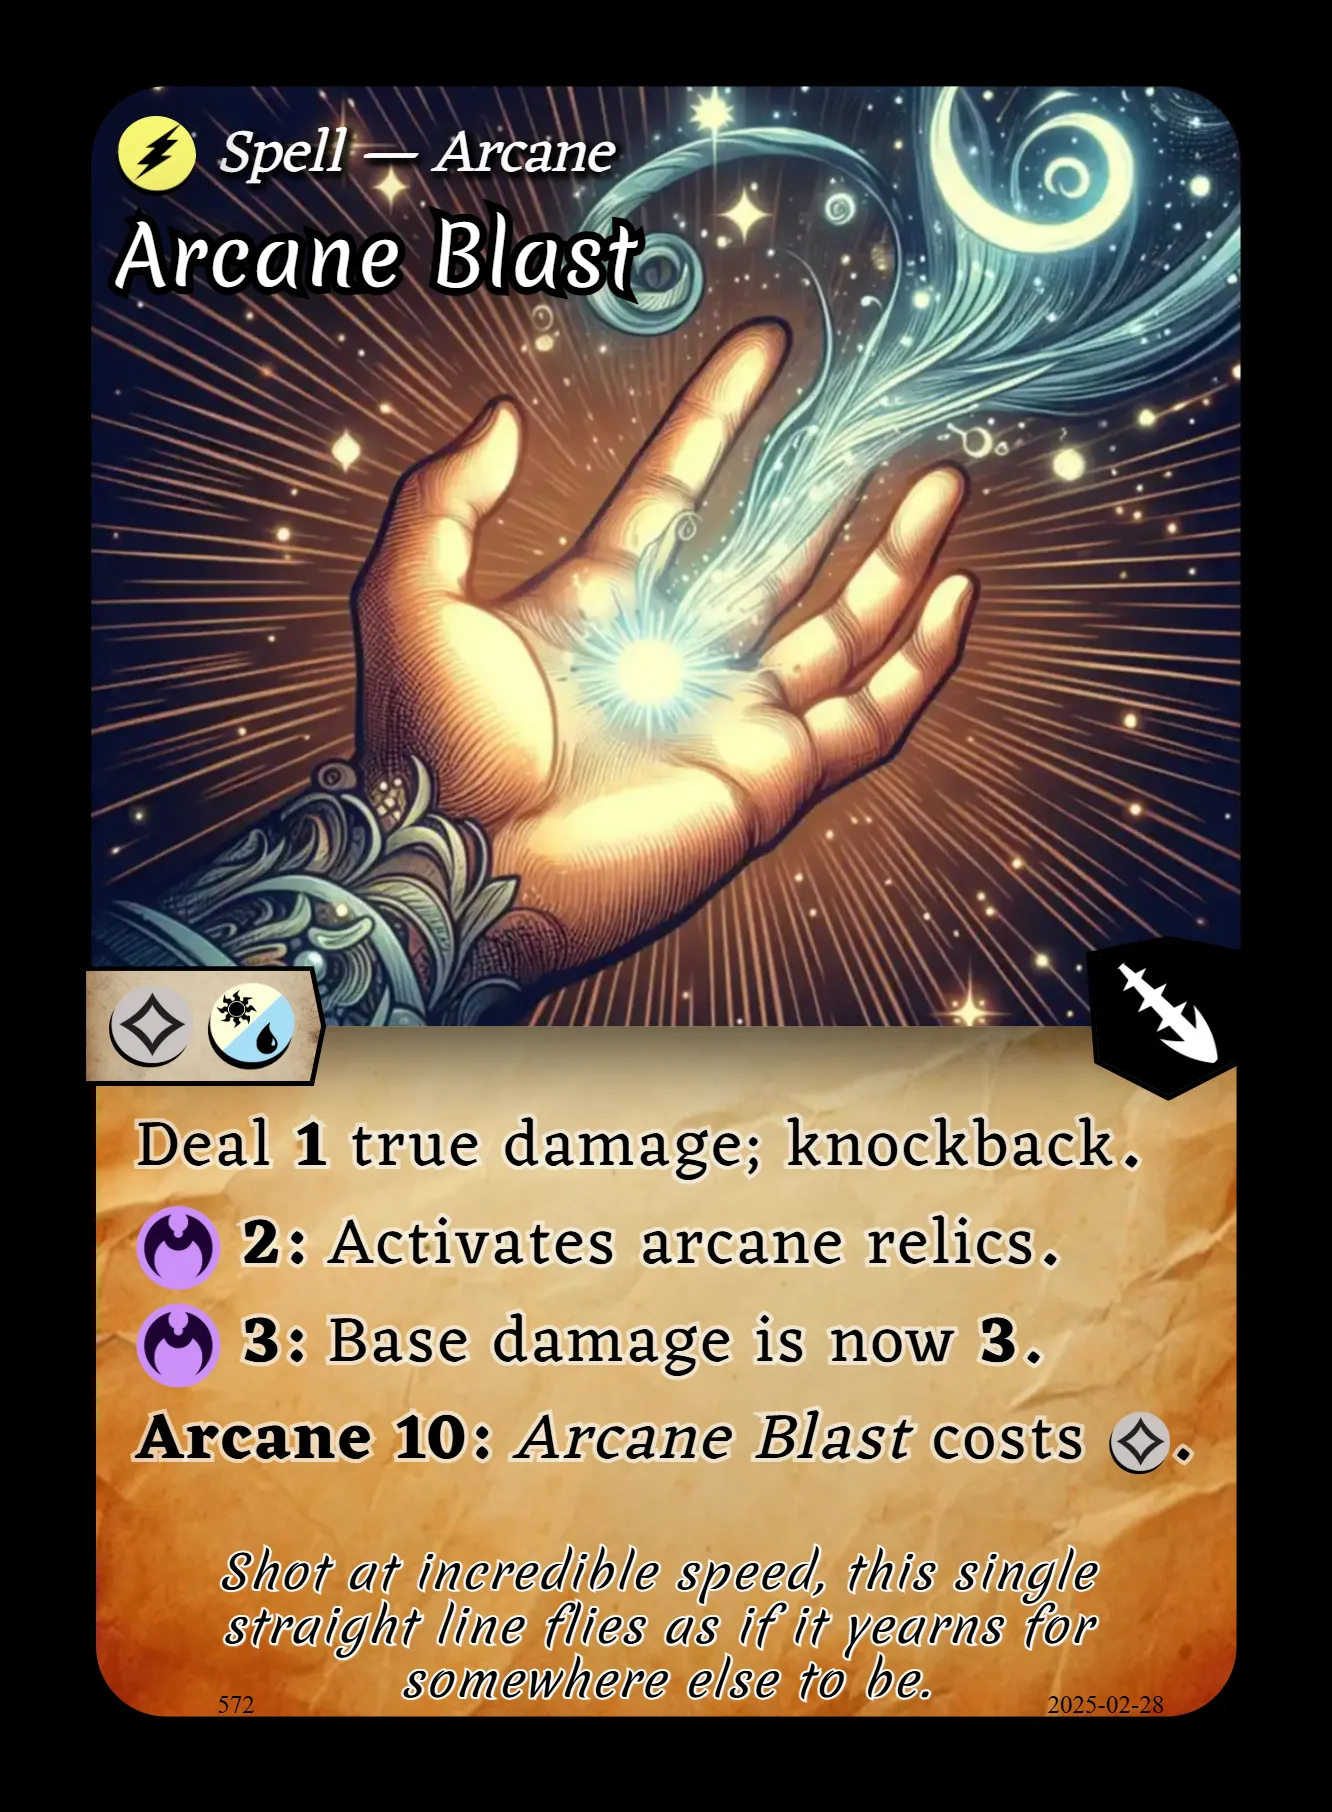 Spell — Arcane
Arcane Blast
Deal 1 true damage; knockback.
2: Activates arcane relics.
3: Base damage is now 3.
Arcane 10: Arcane Blast costs .
Shot at incredible speed, this single
straight line flies as if it yearns for
somewhere else to be.
572
2025-02-28